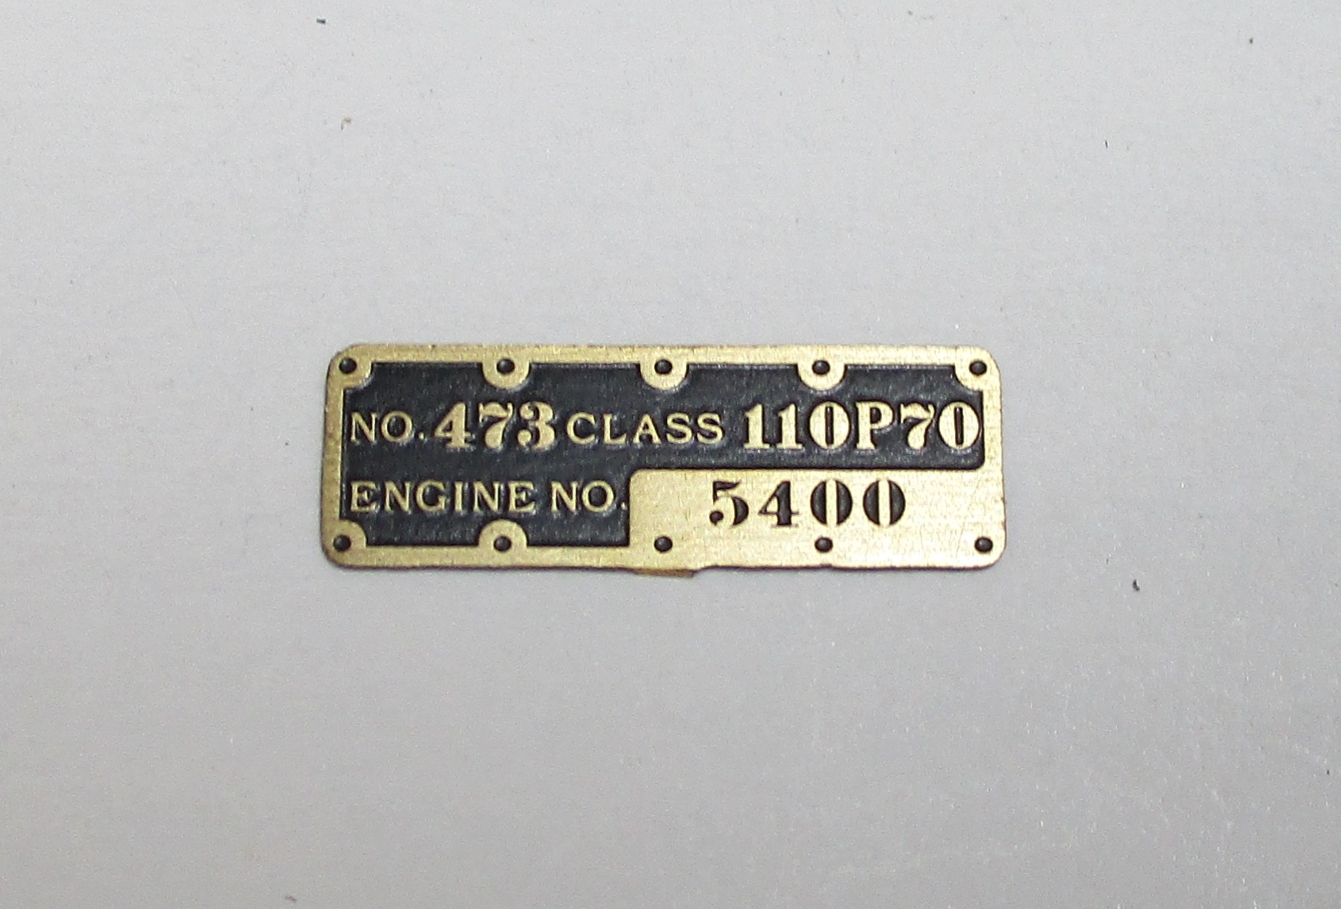 NO. 473 CLASS 110P70
ENGINE NO. 5400